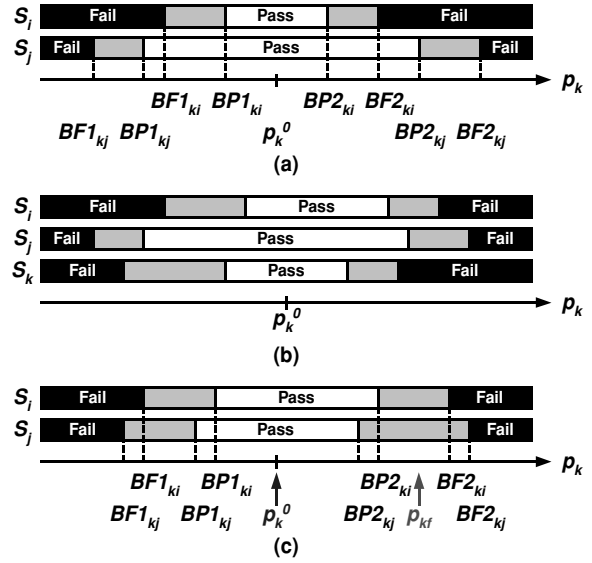 S_i Fail Pass Fail
S_j Fail Pass Fail
p_k
BF1_ki BP1_ki BP2_ki BF2_ki
BF1_kj BP1_kj p_k^0 BP2_kj BF2_kj
(a)
S_i Fail Pass Fail
S_j Fail Pass Fail
S_k Fail Pass Fail
p_k
p_k^0
(b)
S_i Fail Pass Fail
S_j Fail Pass Fail
p_k
BF1_ki BP1_ki BP2_ki BF2_ki
BF1_kj BP1_kj p_k^0 BP2_kj p_kf BF2_kj
(c)